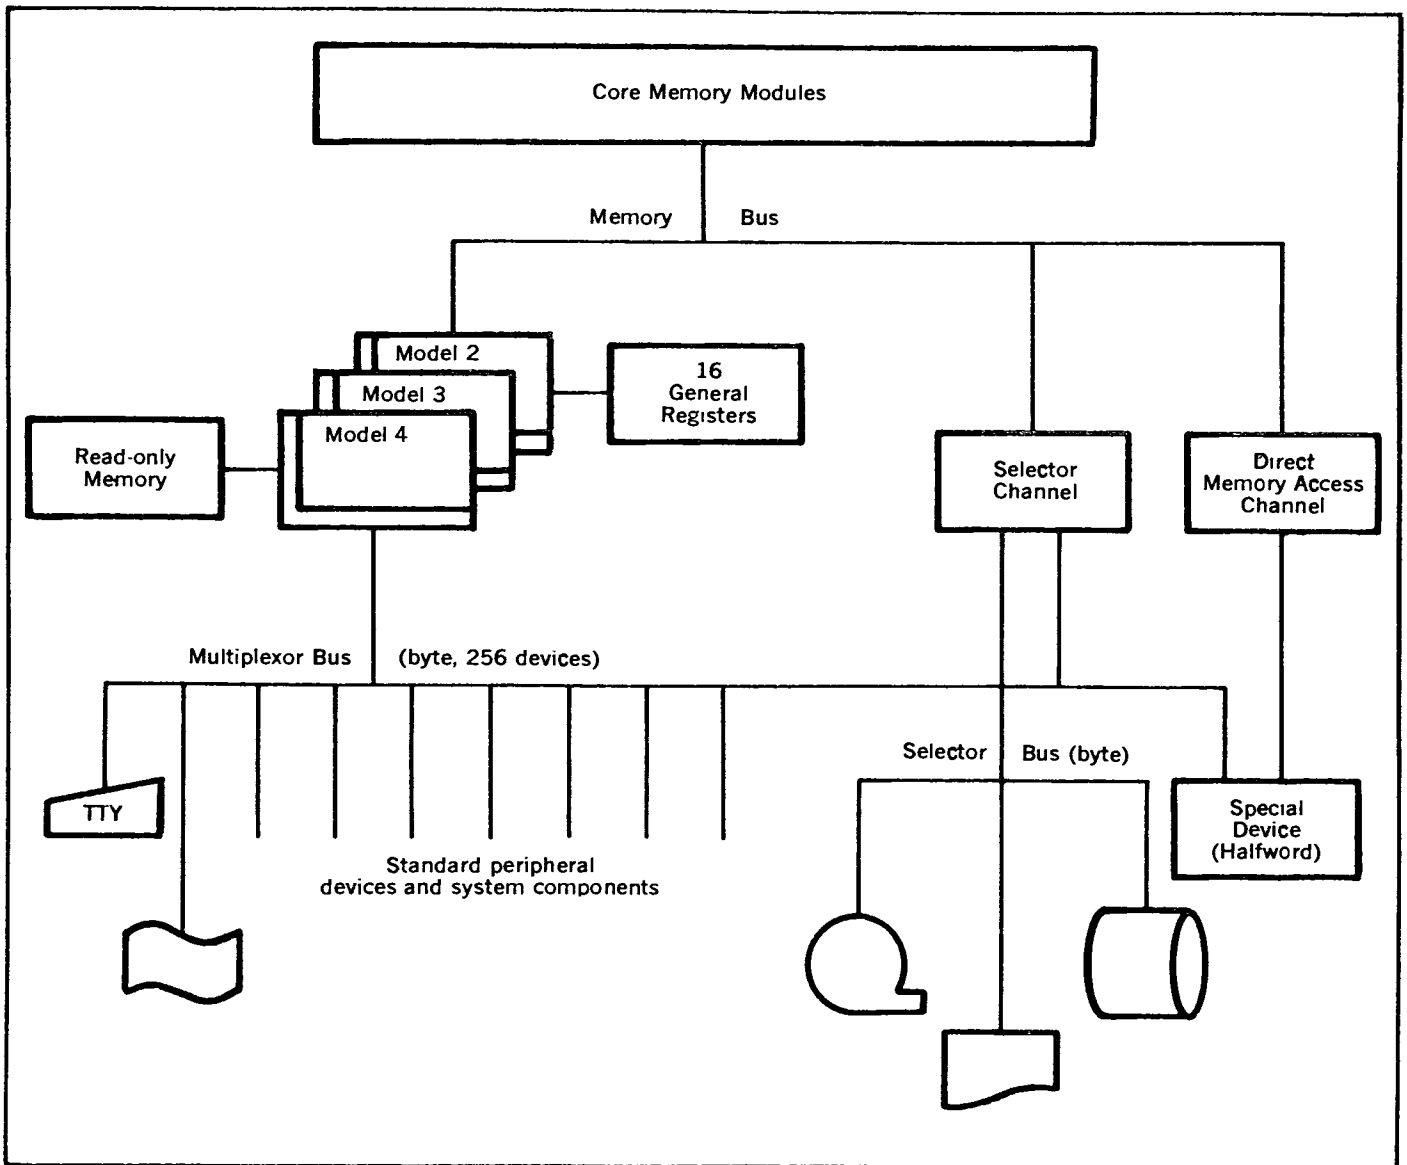 Core Memory Modules
Memory Bus
Model 2
Model 3
Model 4
16
General
Registers
Read-only
Memory
Selector
Channel
Direct
Memory Access
Channel
Multiplexor Bus (byte, 256 devices)
Selector Bus (byte)
TTY
Special
Device
(Halfword)
Standard peripheral
devices and system components